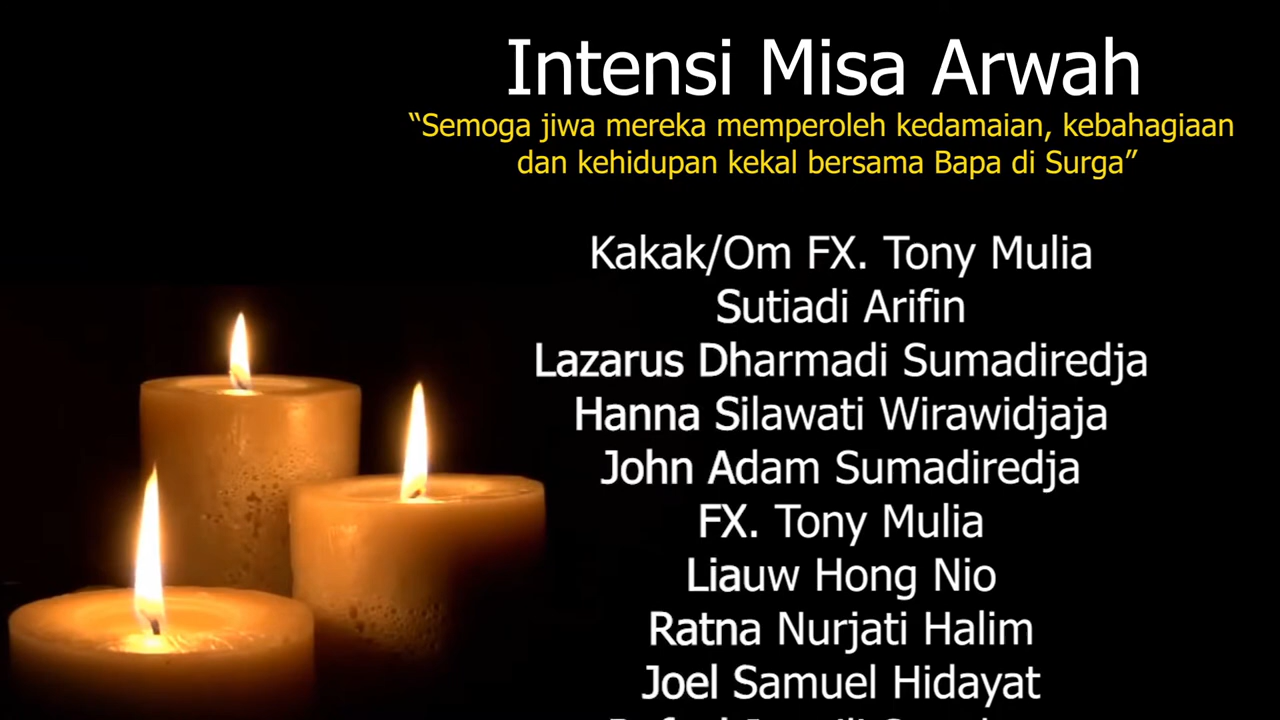 Intensi Misa Arwah
“Semoga jiwa mereka memperoleh kedamaian, kebahagiaan
dan kehidupan kekal bersama Bapa di Surga”
Kakak/Om FX. Tony Mulia
Sutiadi Arifin
Lazarus Dharmadi Sumadiredja
Hanna Silawati Wirawidjaja
John Adam Sumadiredja
FX. Tony Mulia
Liauw Hong Nio
Ratna Nurjati Halim
Joel Samuel Hidayat